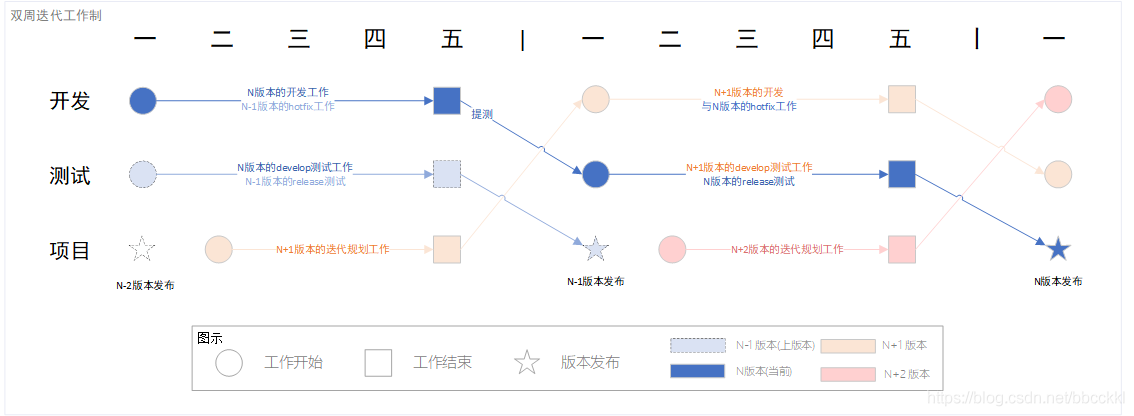 双周迭代工作制
一 二 三 四 五 | 一 二 三 四 五 | 一
开发
N版本的开发工作
N-1版本的hotfix工作
提测
N+1版本的开发
与N版本的hotfix工作
测试
N版本的develop测试工作
N-1版本的release测试
N+1版本的develop测试工作
N版本的release测试
项目
N+1版本的迭代规划工作
N+2版本的迭代规划工作
N-2版本发布
N-1版本发布
N版本发布
图示
工作开始
工作结束
版本发布
N-1版本(上版本)
N+1版本
N版本(当前)
N+2版本
https://blog.csdn.net/bbcckkl